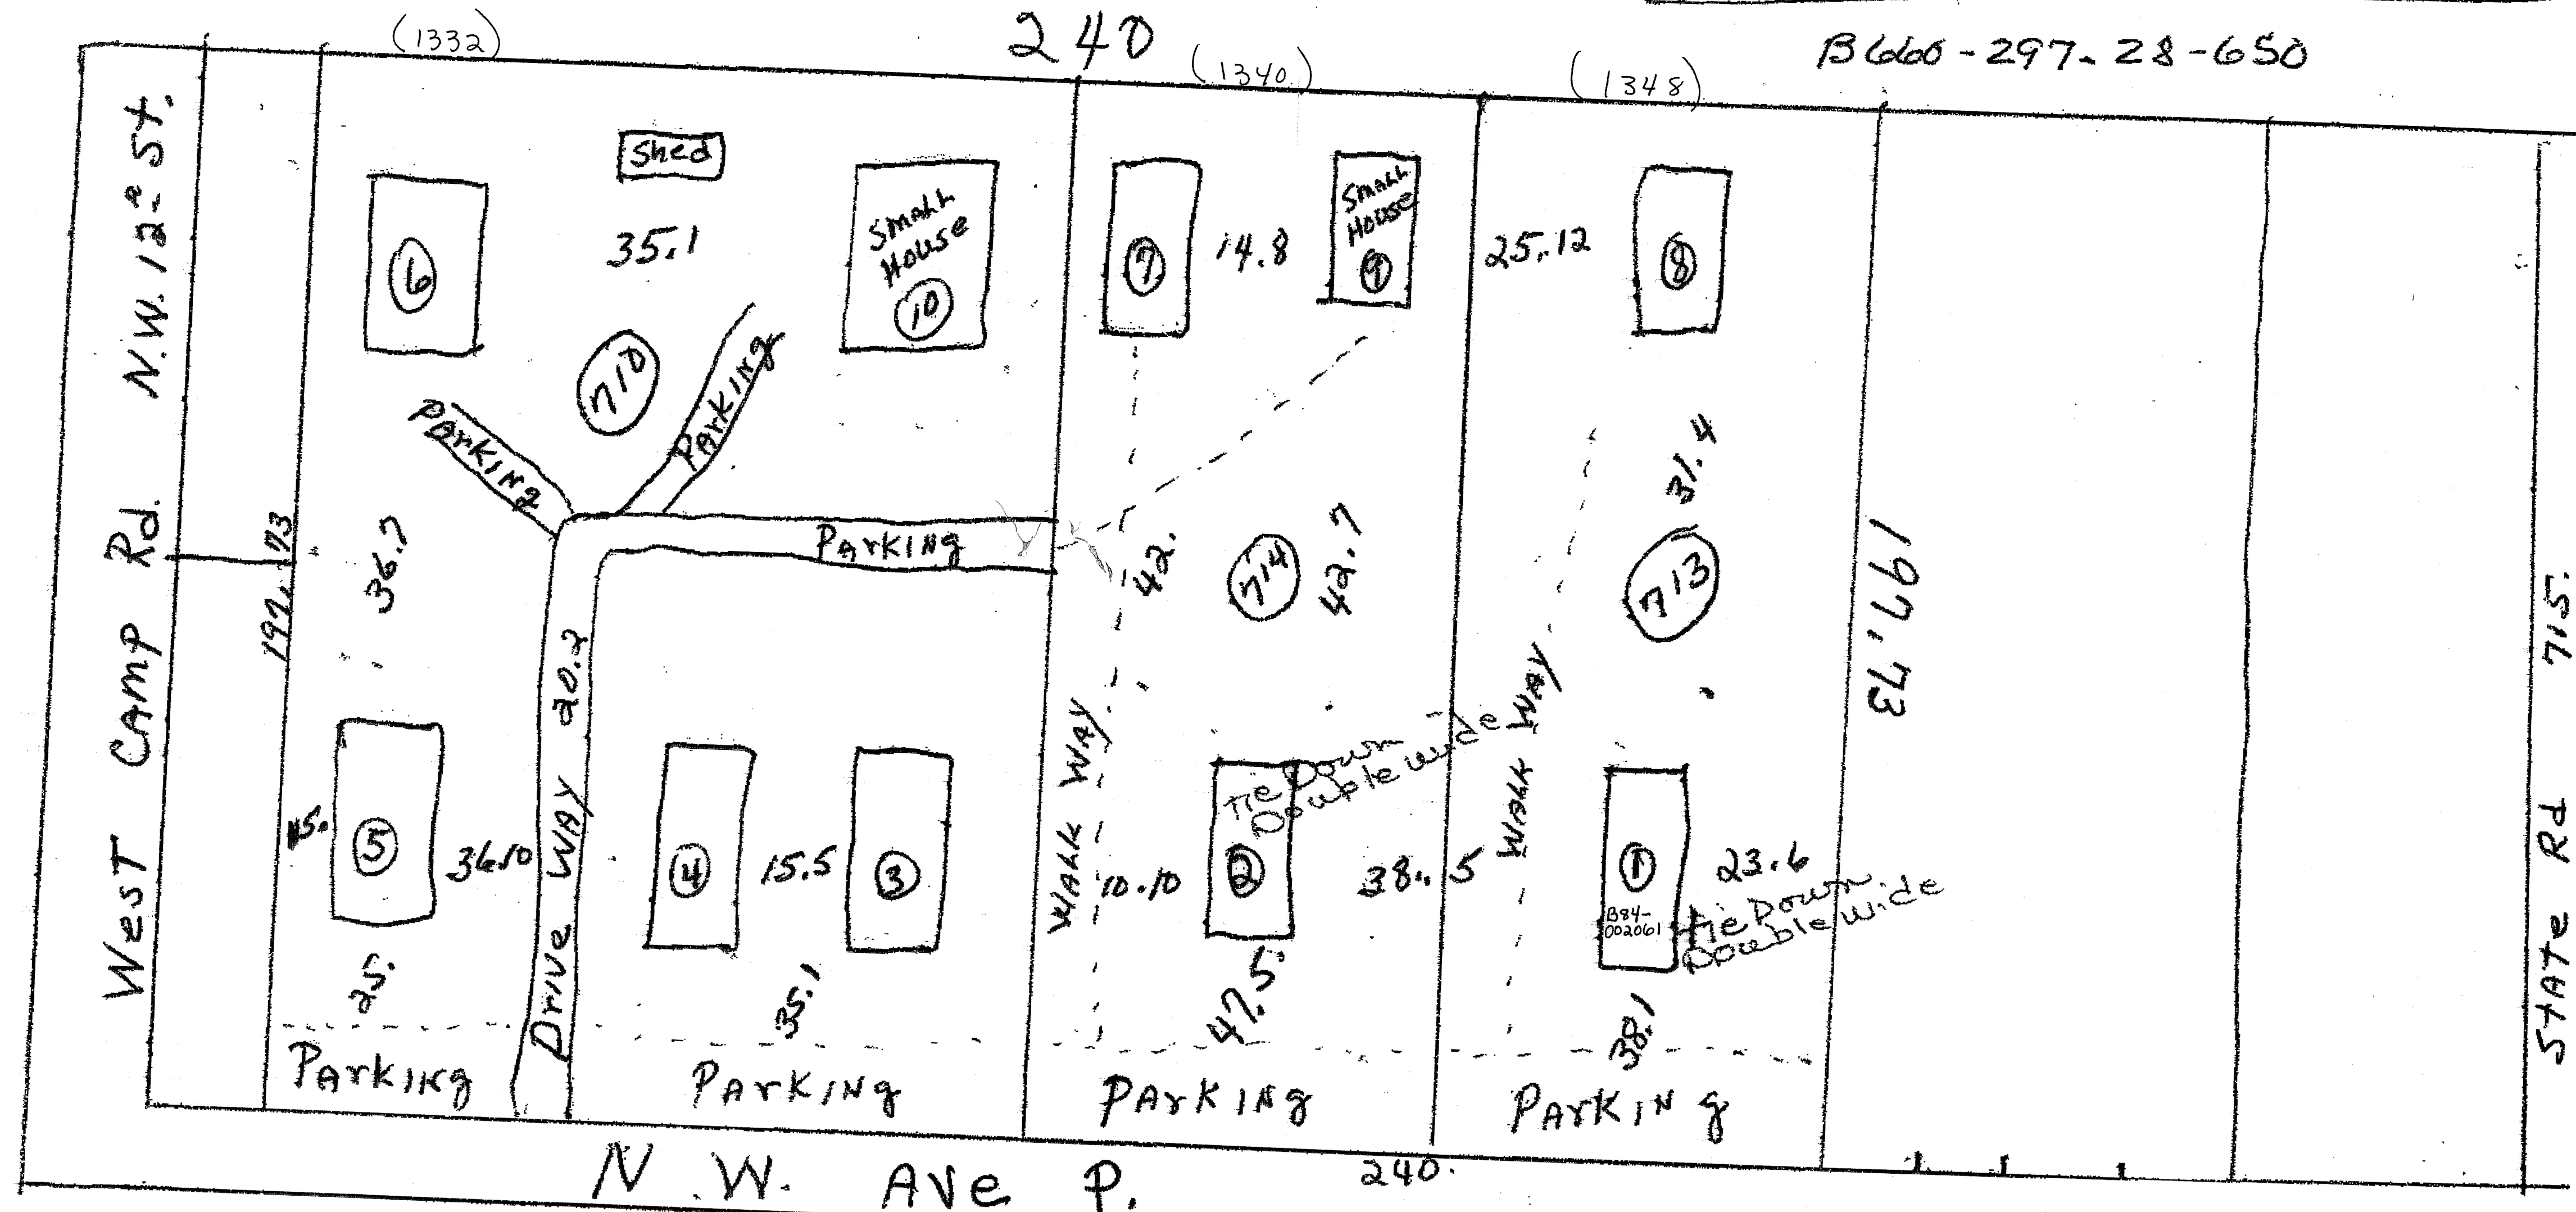 240
(1332)
(1340)
(1348)
B660-297-28-650
N.W. 12 St.
West Camp Rd.
Shed
6
35.1
Small
House
10
7
14.8
Small
House
9
25.12
8
710
Parking
Parking
Parking
197.73
36.7
42.
714
42.7
31.4
713
197.73
Drive Way 20.2
Walk Way
Walk Way
Tie Down
Double wide
15.
5
36.10
4
15.5
3
10.10
2
38.5
1
B84-
002061
23.6
Tie Down
Double wide
25.
35.1
47.5
38.1
Parking
Parking
Parking
Parking
N.W. Ave P.
240.
State Rd 715.